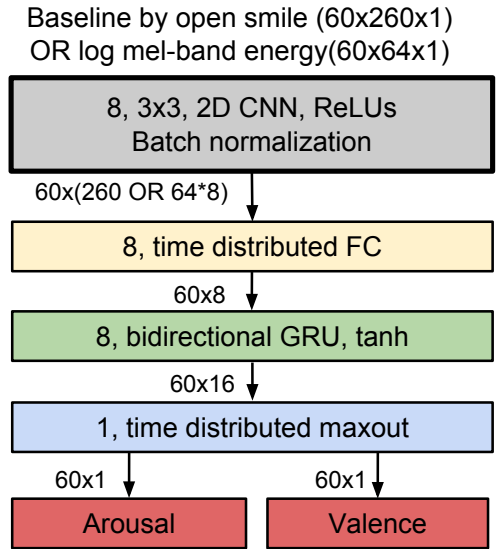 Baseline by open smile (60x260x1)
OR log mel-band energy(60x64x1)
8, 3x3, 2D CNN, ReLUs
Batch normalization
60x(260 OR 64*8)
8, time distributed FC
60x8
8, bidirectional GRU, tanh
60x16
1, time distributed maxout
60x1 60x1
Arousal Valence